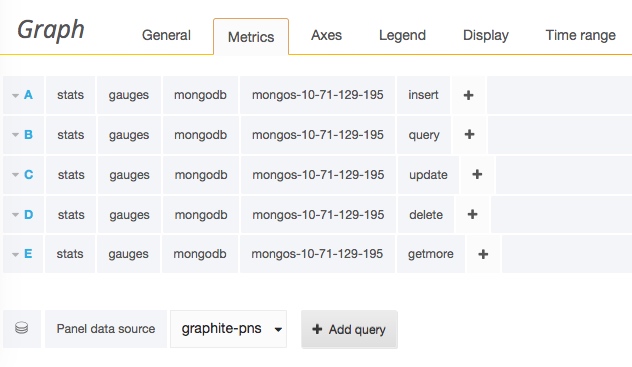 Graph General Metrics Axes Legend Display Time range
A stats gauges mongodb mongos-10-71-129-195 insert +
B stats gauges mongodb mongos-10-71-129-195 query +
C stats gauges mongodb mongos-10-71-129-195 update +
D stats gauges mongodb mongos-10-71-129-195 delete +
E stats gauges mongodb mongos-10-71-129-195 getmore +
Panel data source graphite-pns + Add query